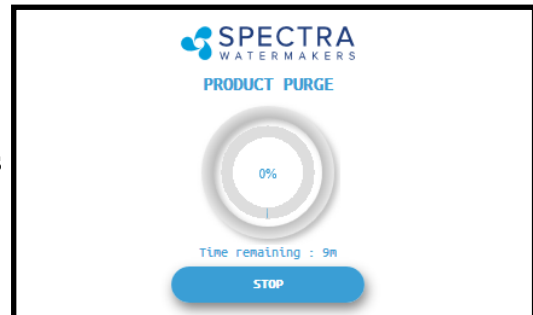 SPECTRA
WATERMAKERS
PRODUCT PURGE
0%
Time remaining : 9m
STOP